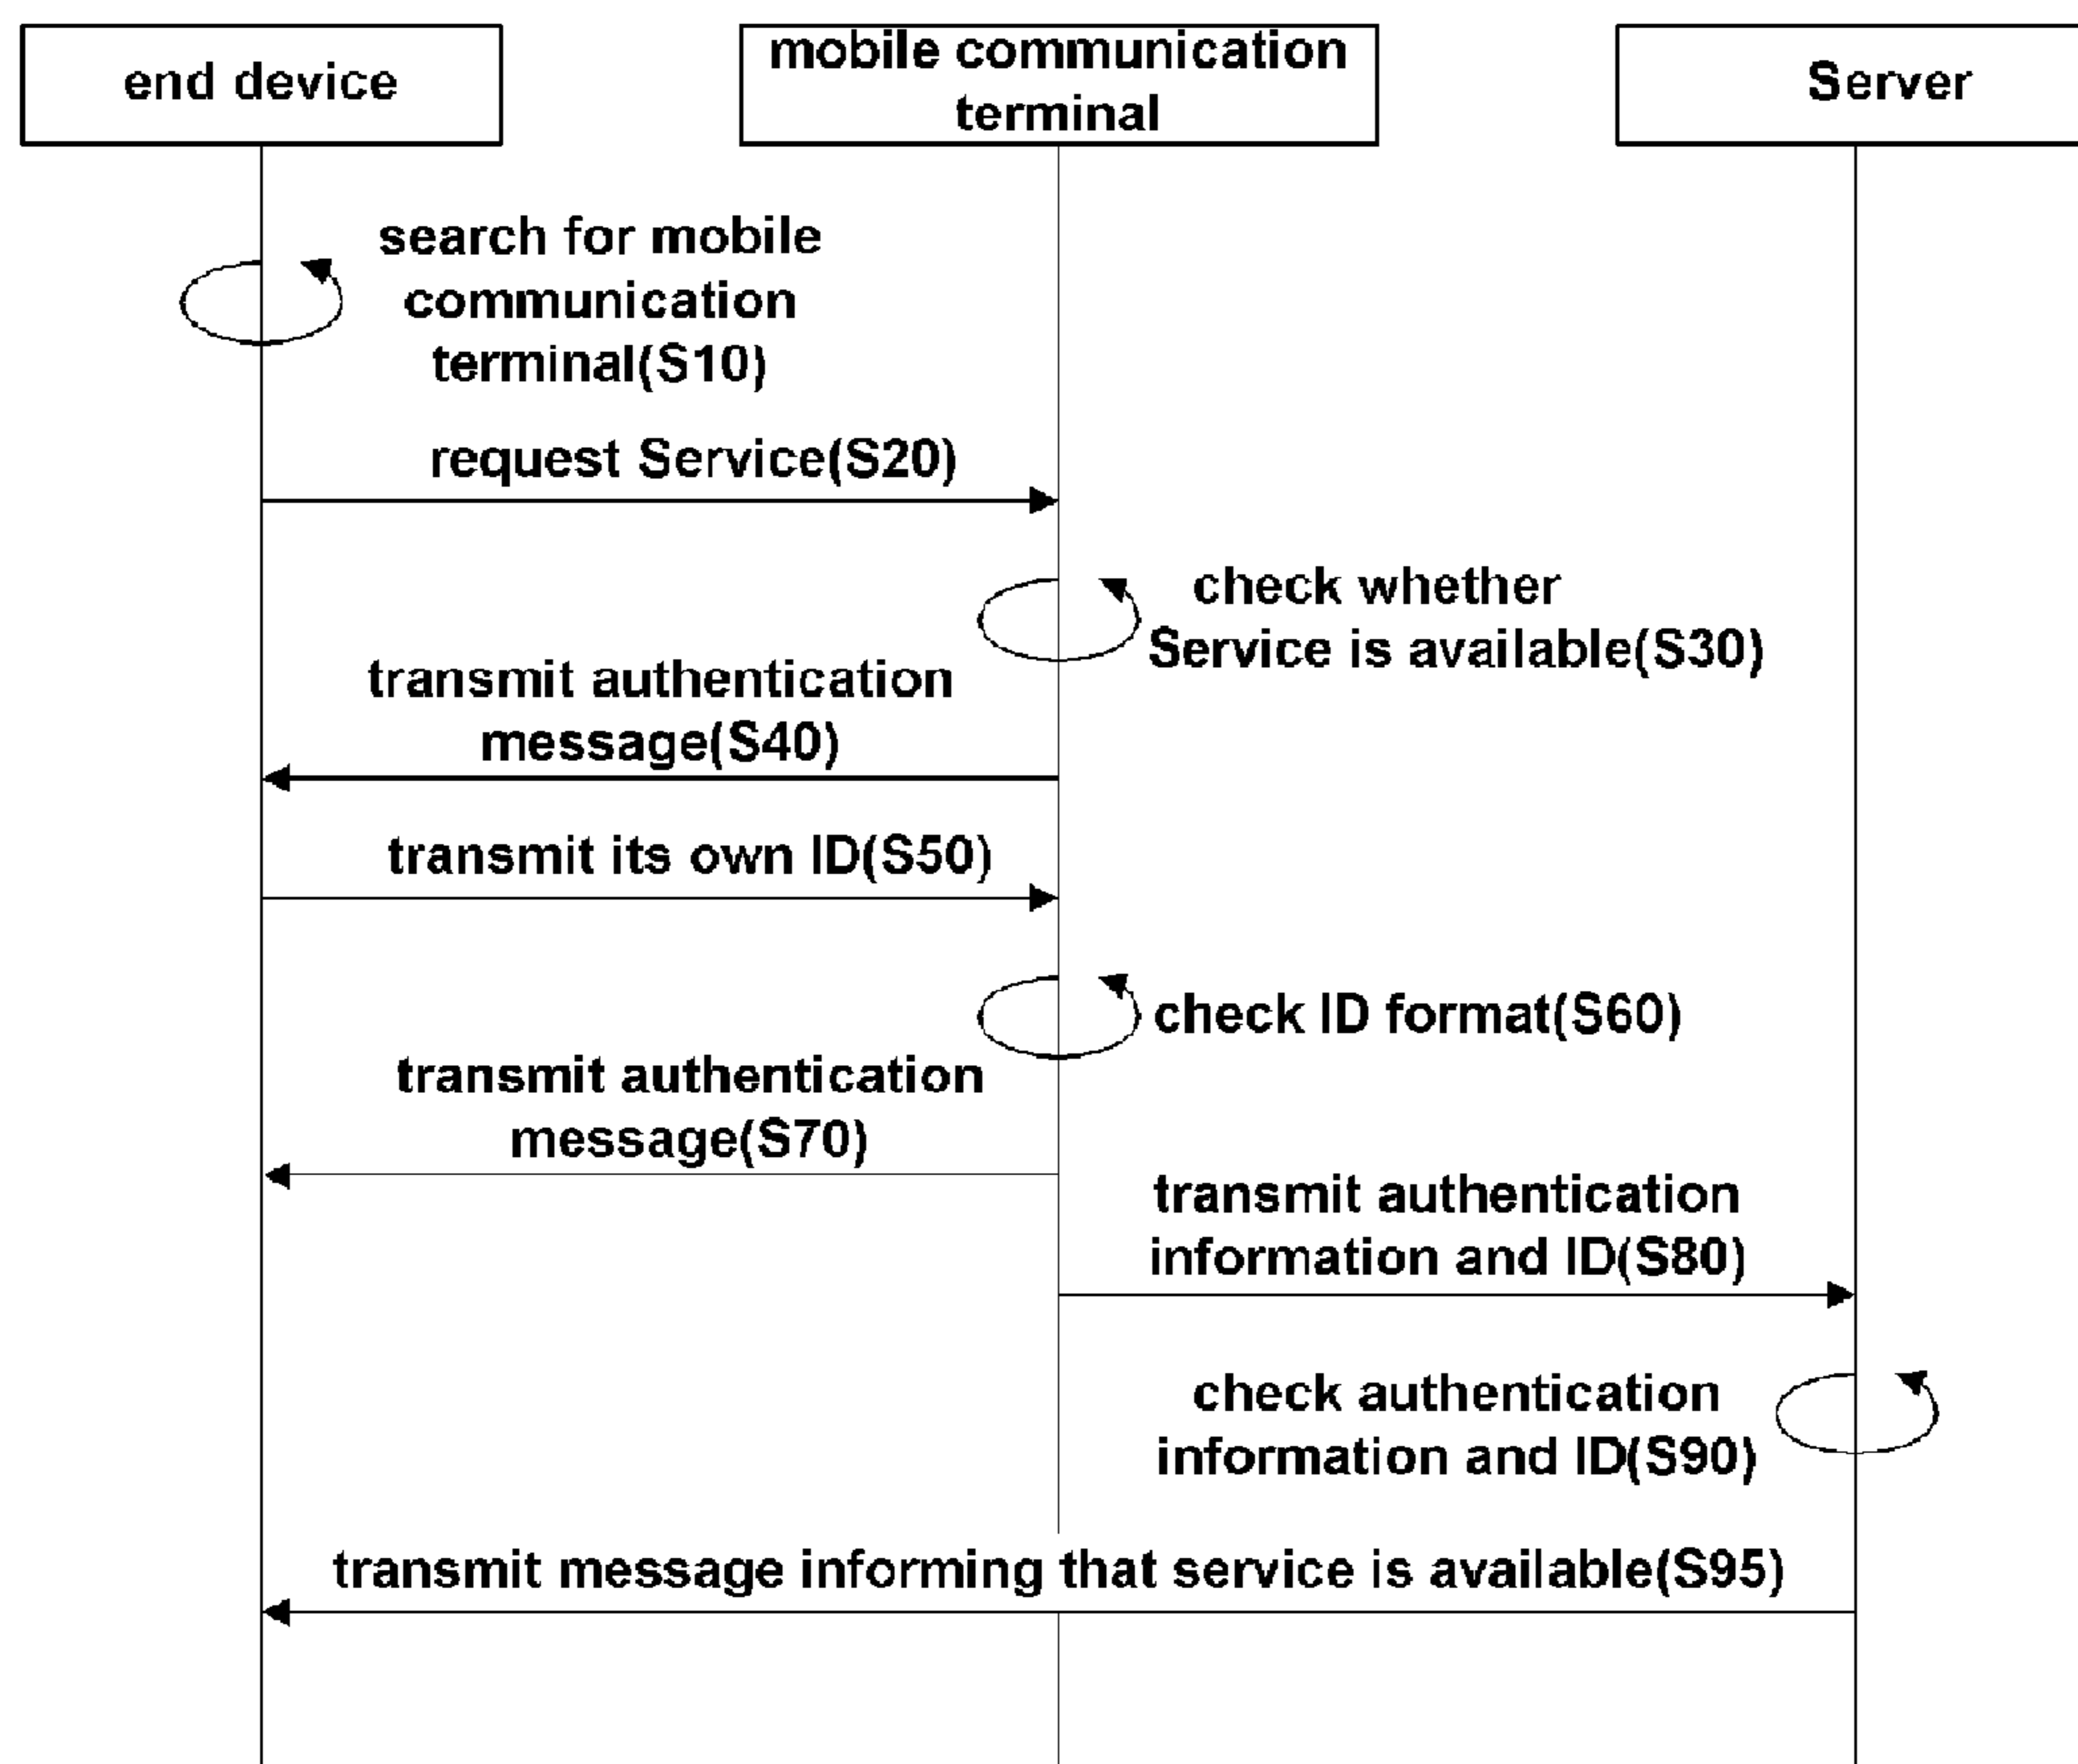 end device
mobile communication
terminal
Server
search for mobile
communication
terminal(S10)
request Service(S20)
check whether
Service is available(S30)
transmit authentication
message(S40)
transmit its own ID(S50)
check ID format(S60)
transmit authentication
message(S70)
transmit authentication
information and ID(S80)
check authentication
information and ID(S90)
transmit message informing that service is available(S95)